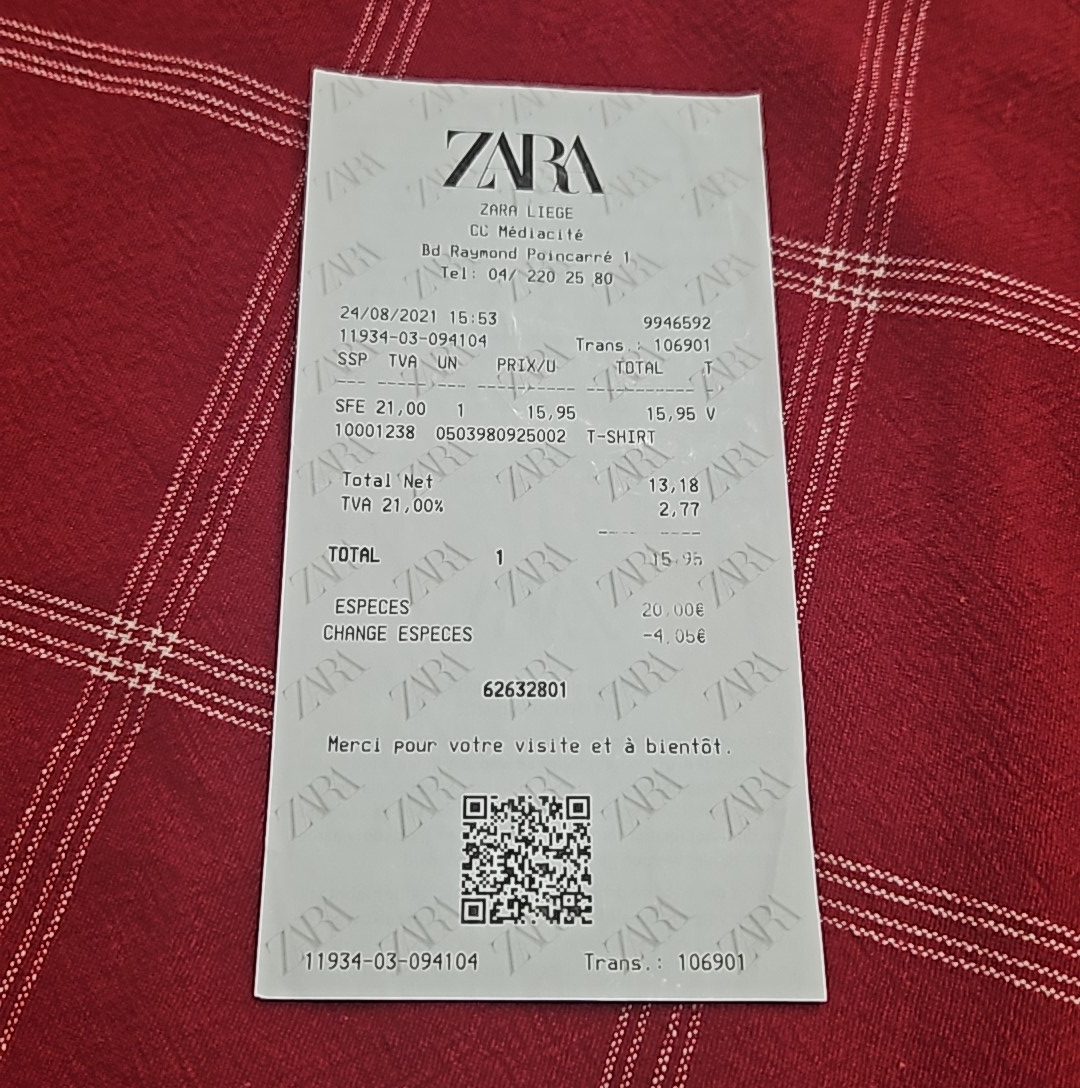 ZARA
ZARA LIEGE
CC Médiacité
Bd Raymond Poincarré 1
Tel: 04/ 220 25 80
24/08/2021 15:53 9946592
11934-03-094104 Trans.: 106901
SSP TVA UN PRIX/U TOTAL T
--- ----- --- ---------- ----------- -
SFE 21,00 1 15,95 15,95 V
10001238 0503980925002 T-SHIRT
Total Net 13,18
TVA 21,00% 2,77
TOTAL 1 15,95
ESPECES 20,00€
CHANGE ESPECES -4,05€
62632801
Merci pour votre visite et à bientôt.
11934-03-094104 Trans.: 106901